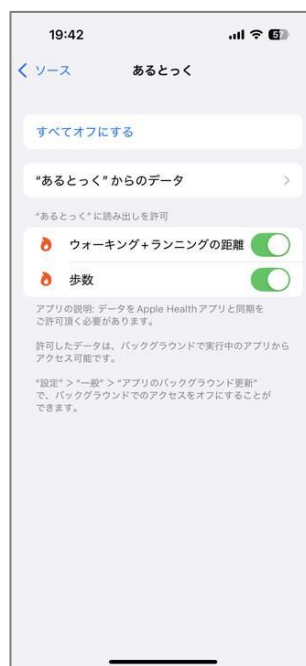 19:42
57
ソース
あるとっく
すべてオフにする
“あるとっく”からのデータ
“あるとっく”に読み出しを許可
ウォーキング+ランニングの距離
歩数
アプリの説明: データをApple Healthアプリと同期を
ご許可頂く必要があります。
許可したデータは、バックグラウンドで実行中のアプリから
アクセス可能です。
“設定” > “一般” > “アプリのバックグラウンド更新”
で、バックグラウンドでのアクセスをオフにすることが
できます。